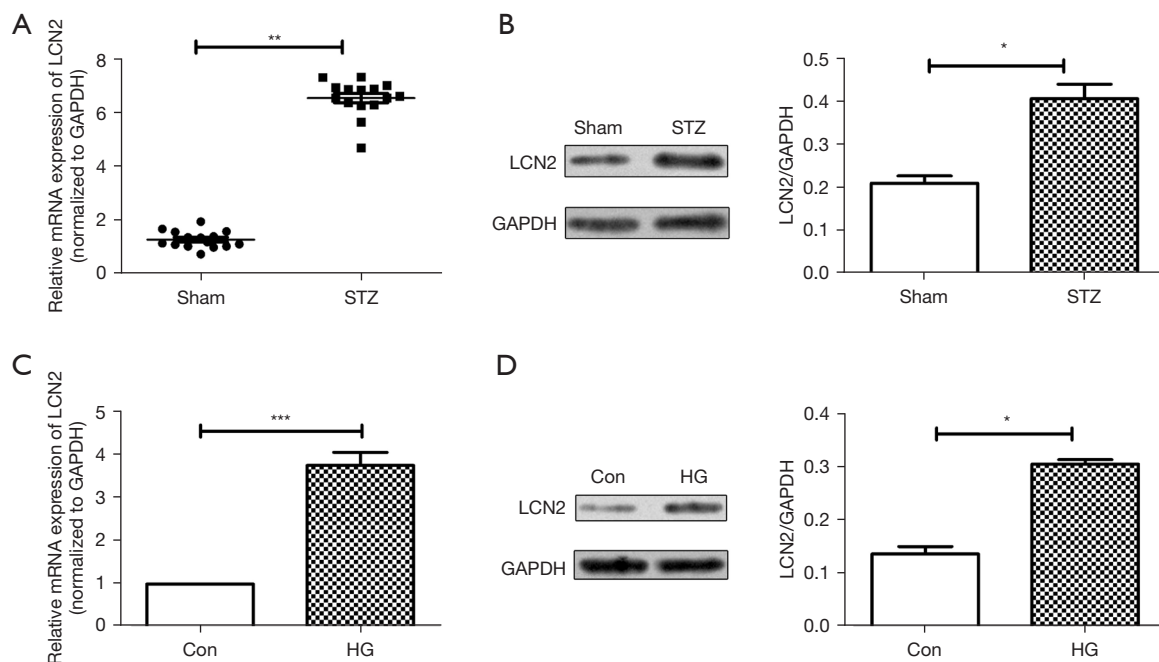 A
Relative mRNA expression of LCN2
(normalized to GAPDH)
8
6
4
2
0
**
Sham
STZ
B
Sham
STZ
LCN2
GAPDH
LCN2/GAPDH
0.5
0.4
0.3
0.2
0.1
0.0
*
Sham
STZ
C
Relative mRNA expression of LCN2
(normalized to GAPDH)
5
4
3
2
1
0
***
Con
HG
D
Con
HG
LCN2
GAPDH
LCN2/GAPDH
0.4
0.3
0.2
0.1
0.0
*
Con
HG